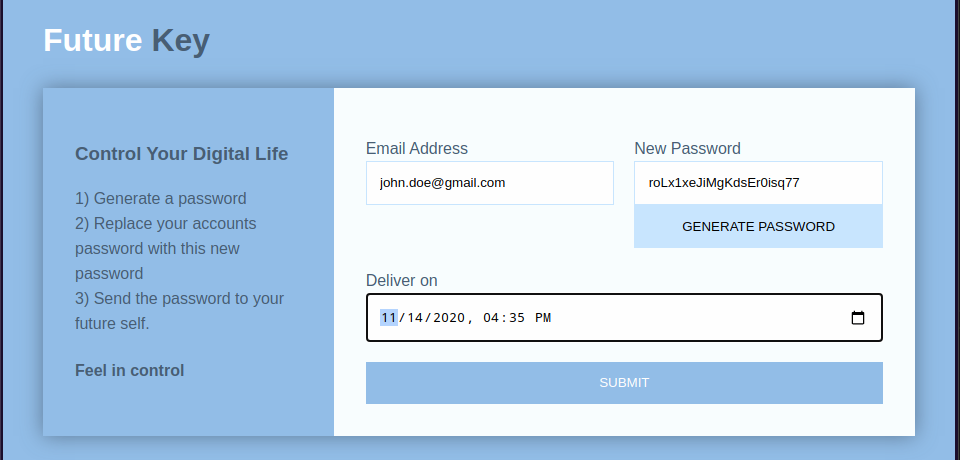 Future Key
Control Your Digital Life
1) Generate a password
2) Replace your accounts
password with this new
password
3) Send the password to your
future self.
Feel in control
Email Address
john.doe@gmail.com
New Password
roLx1xeJiMgKdsEr0isq77
GENERATE PASSWORD
Deliver on
11/14/2020, 04:35 PM
SUBMIT